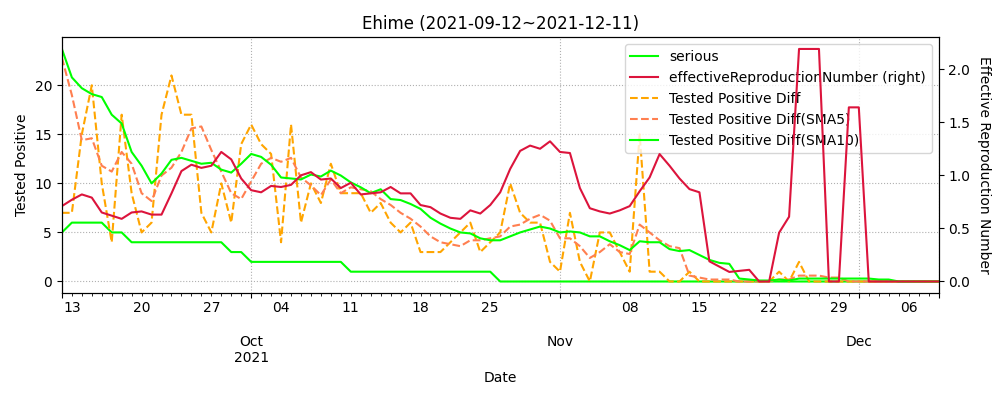 Ehime (2021-09-12~2021-12-11)
serious
effectiveReproductionNumber (right)
Tested Positive Diff
Tested Positive Diff(SMA5)
Tested Positive Diff(SMA10)
Tested Positive
20
15
10
5
0
2.0
1.5
1.0
0.5
0.0
Effective Reproduction Number
13 20 27 04 11 18 25 08 15 22 29 06
Oct Nov Dec
2021
Date